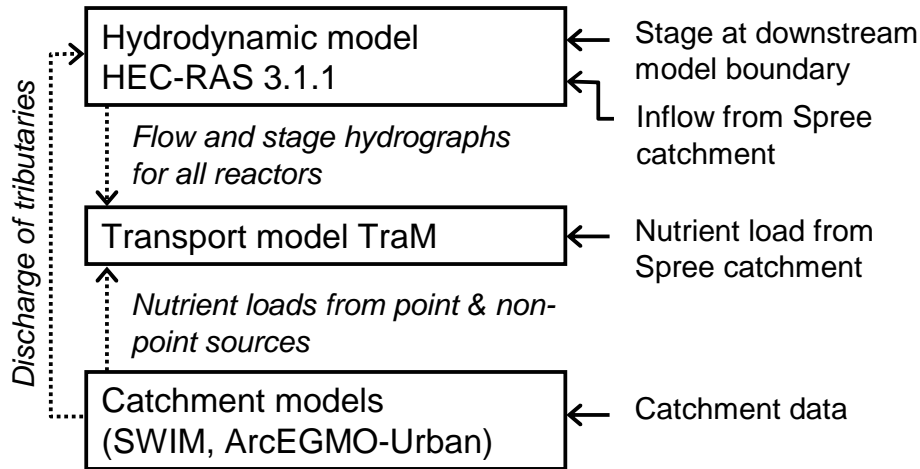 Hydrodynamic model
HEC-RAS 3.1.1
Stage at downstream
model boundary
Inflow from Spree
catchment
Discharge of tributaries
Flow and stage hydrographs
for all reactors
Transport model TraM
Nutrient load from
Spree catchment
Nutrient loads from point & non-
point sources
Catchment models
(SWIM, ArcEGMO-Urban)
Catchment data